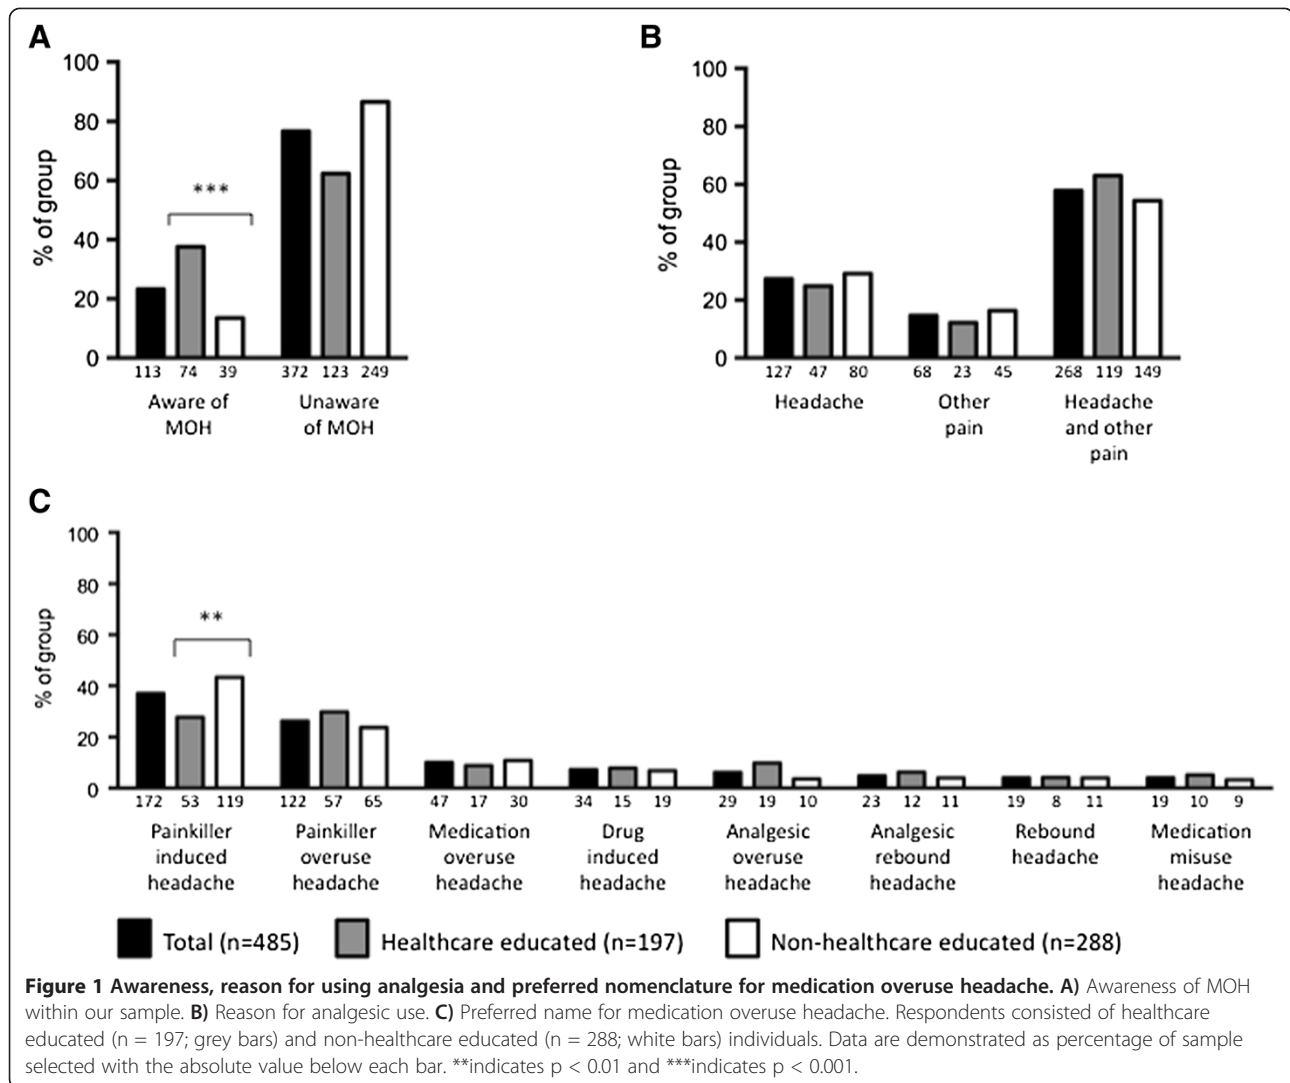 A
100
80
60
40
20
0
% of group
***
113 74 39 372 123 249
Aware of
MOH
Unaware
of MOH
B
100
80
60
40
20
0
% of group
127 47 80 68 23 45 268 119 149
Headache
Other
pain
Headache
and other
pain
C
100
80
60
40
20
0
% of group
**
172 53 119 122 57 65 47 17 30 34 15 19 29 19 10 23 12 11 19 8 11 19 10 9
Painkiller
induced
headache
Painkiller
overuse
headache
Medication
overuse
headache
Drug
induced
headache
Analgesic
overuse
headache
Analgesic
rebound
headache
Rebound
headache
Medication
misuse
headache
Total (n=485)
Healthcare educated (n=197)
Non-healthcare educated (n=288)
Figure 1 Awareness, reason for using analgesia and preferred nomenclature for medication overuse headache. A) Awareness of MOH
within our sample. B) Reason for analgesic use. C) Preferred name for medication overuse headache. Respondents consisted of healthcare
educated (n = 197; grey bars) and non-healthcare educated (n = 288; white bars) individuals. Data are demonstrated as percentage of sample
selected with the absolute value below each bar. **indicates p < 0.01 and ***indicates p < 0.001.